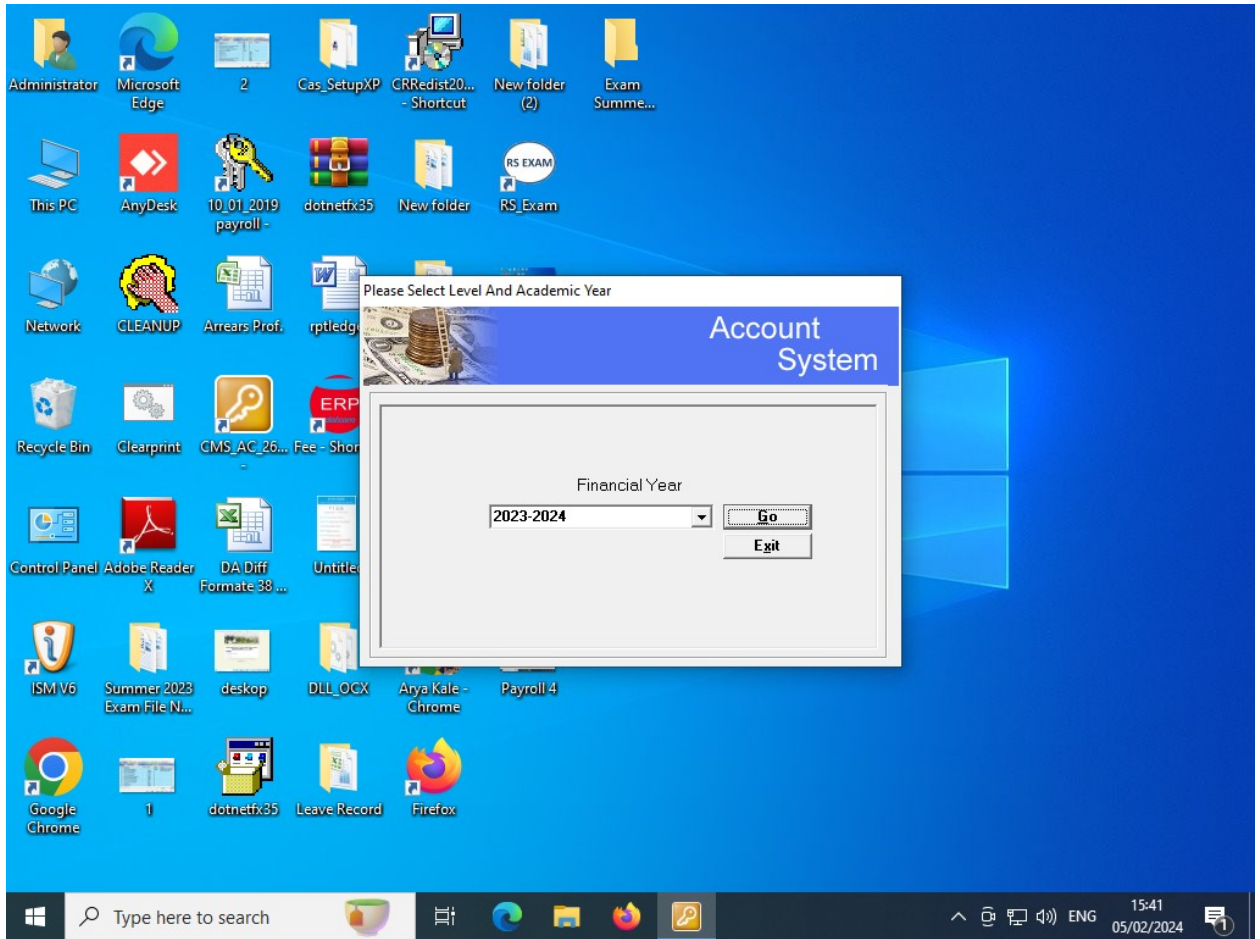 Administrator
Microsoft
Edge
2
Cas_SetupXP
CRRedist20...
- Shortcut
New folder
(2)
Exam
Summe...
This PC
AnyDesk
10_01_2019
payroll -
dotnetfx35
New folder
RS EXAM
RS_Exam
Network
CLEANUP
Arrears Prof.
rptledg
Please Select Level And Academic Year
Account
System
Recycle Bin
Clearprint
CMS_AC_26...
-
ERP
Fee - Shor
Financial Year
2023-2024
Go
Exit
Control Panel
Adobe Reader
X
DA Diff
Formate 38 ...
Untitle
ISM V6
Summer 2023
Exam File N...
deskop
DLL_OCX
Arya Kale -
Chrome
Payroll 4
Google
Chrome
1
dotnetfx35
Leave Record
Firefox
Type here to search
ENG
15:41
05/02/2024
1